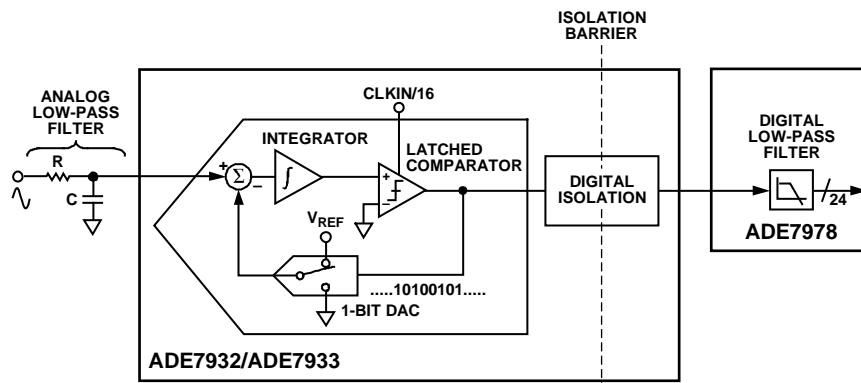 ISOLATION
BARRIER
ANALOG
LOW-PASS
FILTER
R
C
CLKIN/16
INTEGRATOR
LATCHED
COMPARATOR
+
Σ
–
∫
+
–
DIGITAL
ISOLATION
DIGITAL
LOW-PASS
FILTER
24
ADE7978
VREF
.....10100101.....
1-BIT DAC
ADE7932/ADE7933